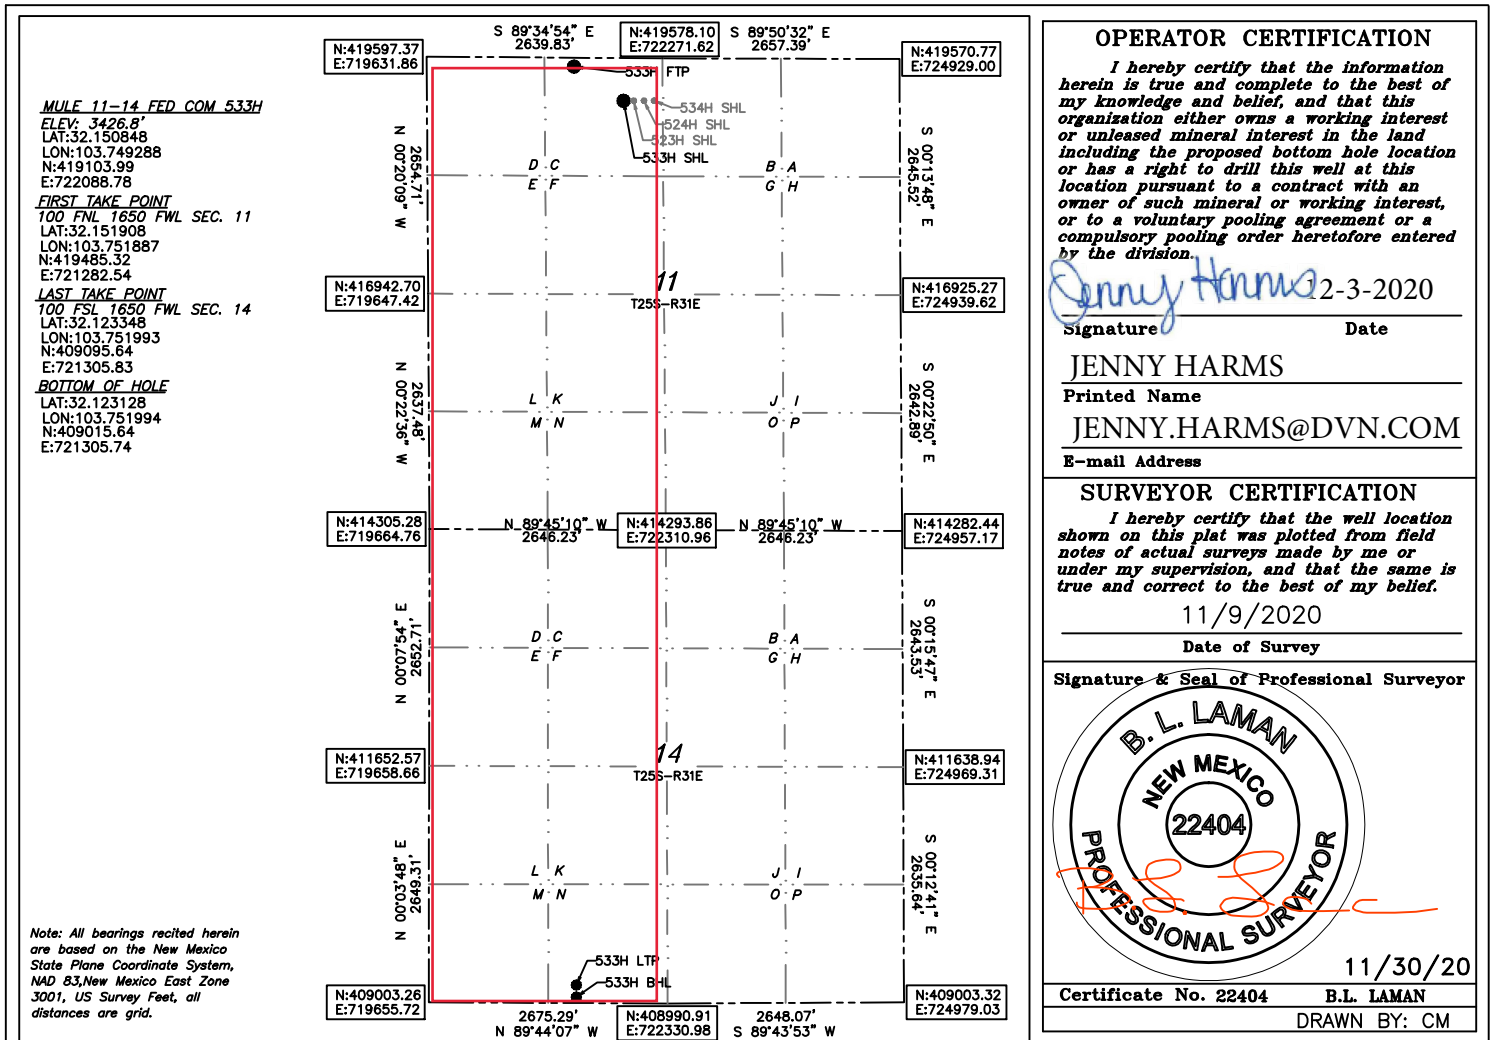 MULE 11-14 FED COM 533H
ELEV: 3426.8'
LAT:32.150848
LON:103.749288
N:419103.99
E:722088.78
FIRST TAKE POINT
100 FNL 1650 FWL SEC. 11
LAT:32.151908
LON:103.751887
N:419485.32
E:721282.54
LAST TAKE POINT
100 FSL 1650 FWL SEC. 14
LAT:32.123348
LON:103.751993
N:409095.64
E:721305.83
BOTTOM OF HOLE
LAT:32.123128
LON:103.751994
N:409015.64
E:721305.74
Note: All bearings recited herein
are based on the New Mexico
State Plane Coordinate System,
NAD 83,New Mexico East Zone
3001, US Survey Feet, all
distances are grid.
N:419597.37
E:719631.86
S 89°34'54" E
2639.83'
N:419578.10
E:722271.62
S 89°50'32" E
2657.39'
N:419570.77
E:724929.00
533H FTP
534H SHL
524H SHL
523H SHL
533H SHL
N 00°20'09" W
2654.71'
D C
E F
B A
G H
S 00°13'48" E
2645.52'
N:416942.70
E:719647.42
11
T25S-R31E
N:416925.27
E:724939.62
N 00°22'36" W
2637.48'
L K
M N
J I
O P
S 00°22'50" E
2642.89'
N:414305.28
E:719664.76
N 89°45'10" W
2646.23'
N:414293.86
E:722310.96
N 89°45'10" W
2646.23'
N:414282.44
E:724957.17
N 00°07'54" E
2652.71'
D C
E F
B A
G H
S 00°15'47" E
2643.53'
N:411652.57
E:719658.66
14
T25S-R31E
N:411638.94
E:724969.31
N 00°03'48" E
2649.31'
L K
M N
J I
O P
S 00°12'41" E
2635.64'
533H LTP
533H BHL
N:409003.26
E:719655.72
2675.29'
N 89°44'07" W
N:408990.91
E:722330.98
2648.07'
S 89°43'53" W
N:409003.32
E:724979.03
OPERATOR CERTIFICATION
I hereby certify that the information
herein is true and complete to the best of
my knowledge and belief, and that this
organization either owns a working interest
or unleased mineral interest in the land
including the proposed bottom hole location
or has a right to drill this well at this
location pursuant to a contract with an
owner of such mineral or working interest,
or to a voluntary pooling agreement or a
compulsory pooling order heretofore entered
by the division.
Jenny Harms 12-3-2020
Signature Date
JENNY HARMS
Printed Name
JENNY.HARMS@DVN.COM
E-mail Address
SURVEYOR CERTIFICATION
I hereby certify that the well location
shown on this plat was plotted from field
notes of actual surveys made by me or
under my supervision, and that the same is
true and correct to the best of my belief.
11/9/2020
Date of Survey
Signature & Seal of Professional Surveyor
B. L. LAMAN
NEW MEXICO
22404
PROFESSIONAL SURVEYOR
11/30/20
Certificate No. 22404 B.L. LAMAN
DRAWN BY: CM